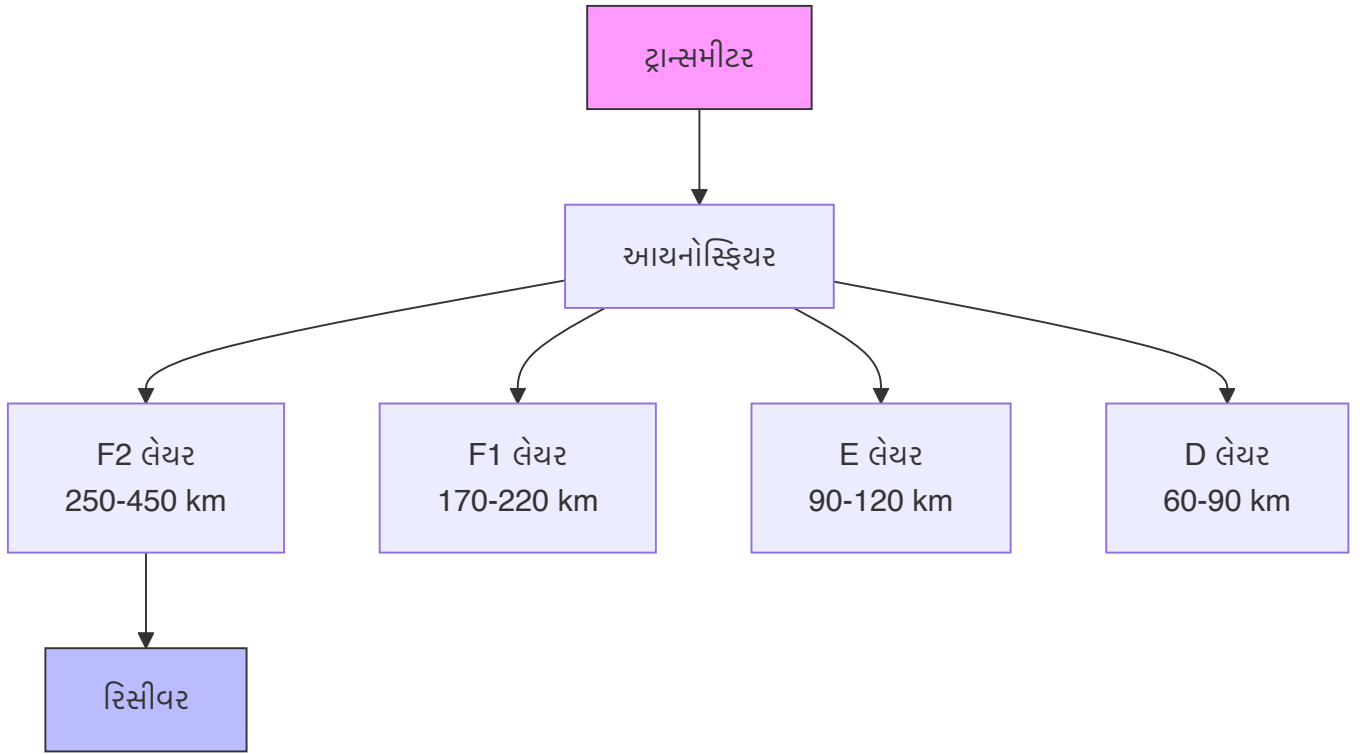 ટ્રાન્સમીટર
આયનોસ્ફિયર
F2 લેયર
250-450 km
F1 લેયર
170-220 km
E લેયર
90-120 km
D લેયર
60-90 km
રિસીવર